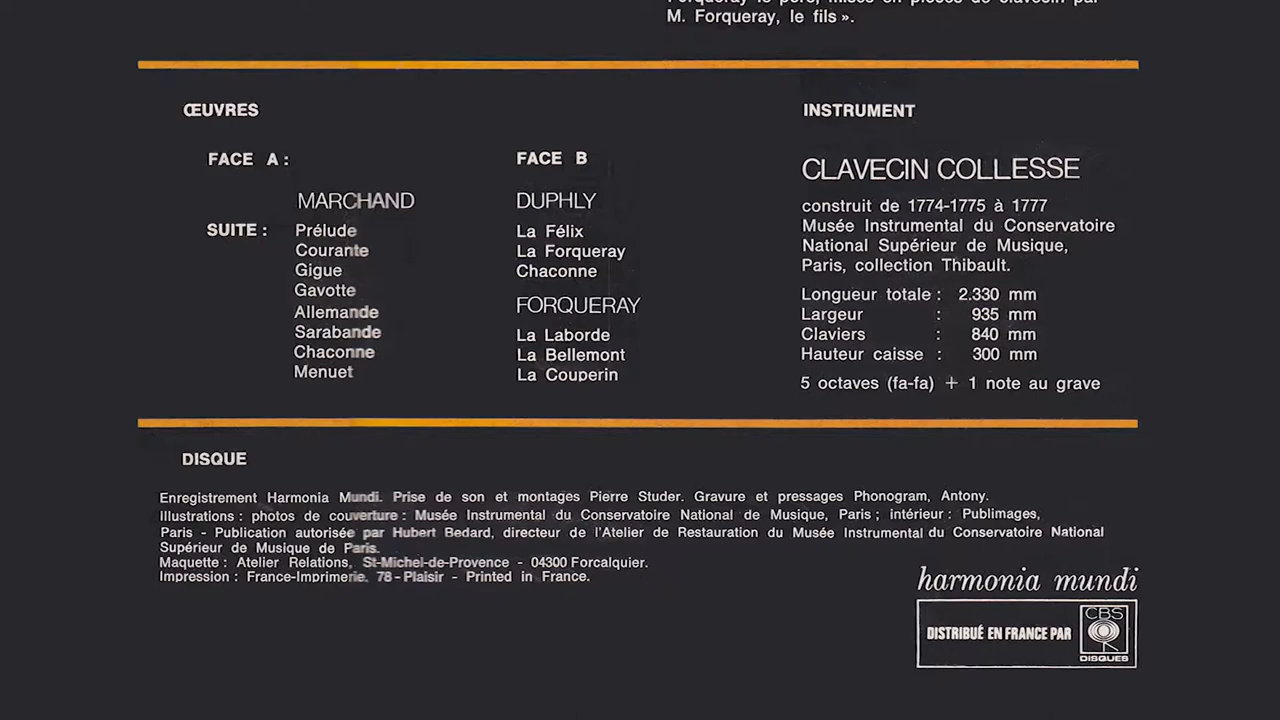 M. Forqueray, le fils ».
ŒUVRES
FACE A :
MARCHAND
SUITE : Prélude
Courante
Gigue
Gavotte
Allemande
Sarabande
Chaconne
Menuet
FACE B
DUPHLY
La Félix
La Forqueray
Chaconne
FORQUERAY
La Laborde
La Bellemont
La Couperin
INSTRUMENT
CLAVECIN COLLESSE
construit de 1774-1775 à 1777
Musée Instrumental du Conservatoire
National Supérieur de Musique,
Paris, collection Thibault.
Longueur totale : 2.330 mm
Largeur : 935 mm
Claviers : 840 mm
Hauteur caisse : 300 mm
5 octaves (fa-fa) + 1 note au grave
DISQUE
Enregistrement Harmonia Mundi. Prise de son et montages Pierre Studer. Gravure et pressages Phonogram, Antony.
Illustrations : photos de couverture : Musée Instrumental du Conservatoire National de Musique, Paris ; intérieur : Publimages,
Paris - Publication autorisée par Hubert Bedard, directeur de l'Atelier de Restauration du Musée Instrumental du Conservatoire National
Supérieur de Musique de Paris.
Maquette : Atelier Relations, St-Michel-de-Provence - 04300 Forcalquier.
Impression : France-Imprimerie, 78 - Plaisir - Printed in France.
harmonia mundi
DISTRIBUÉ EN FRANCE PAR
CBS
DISQUES